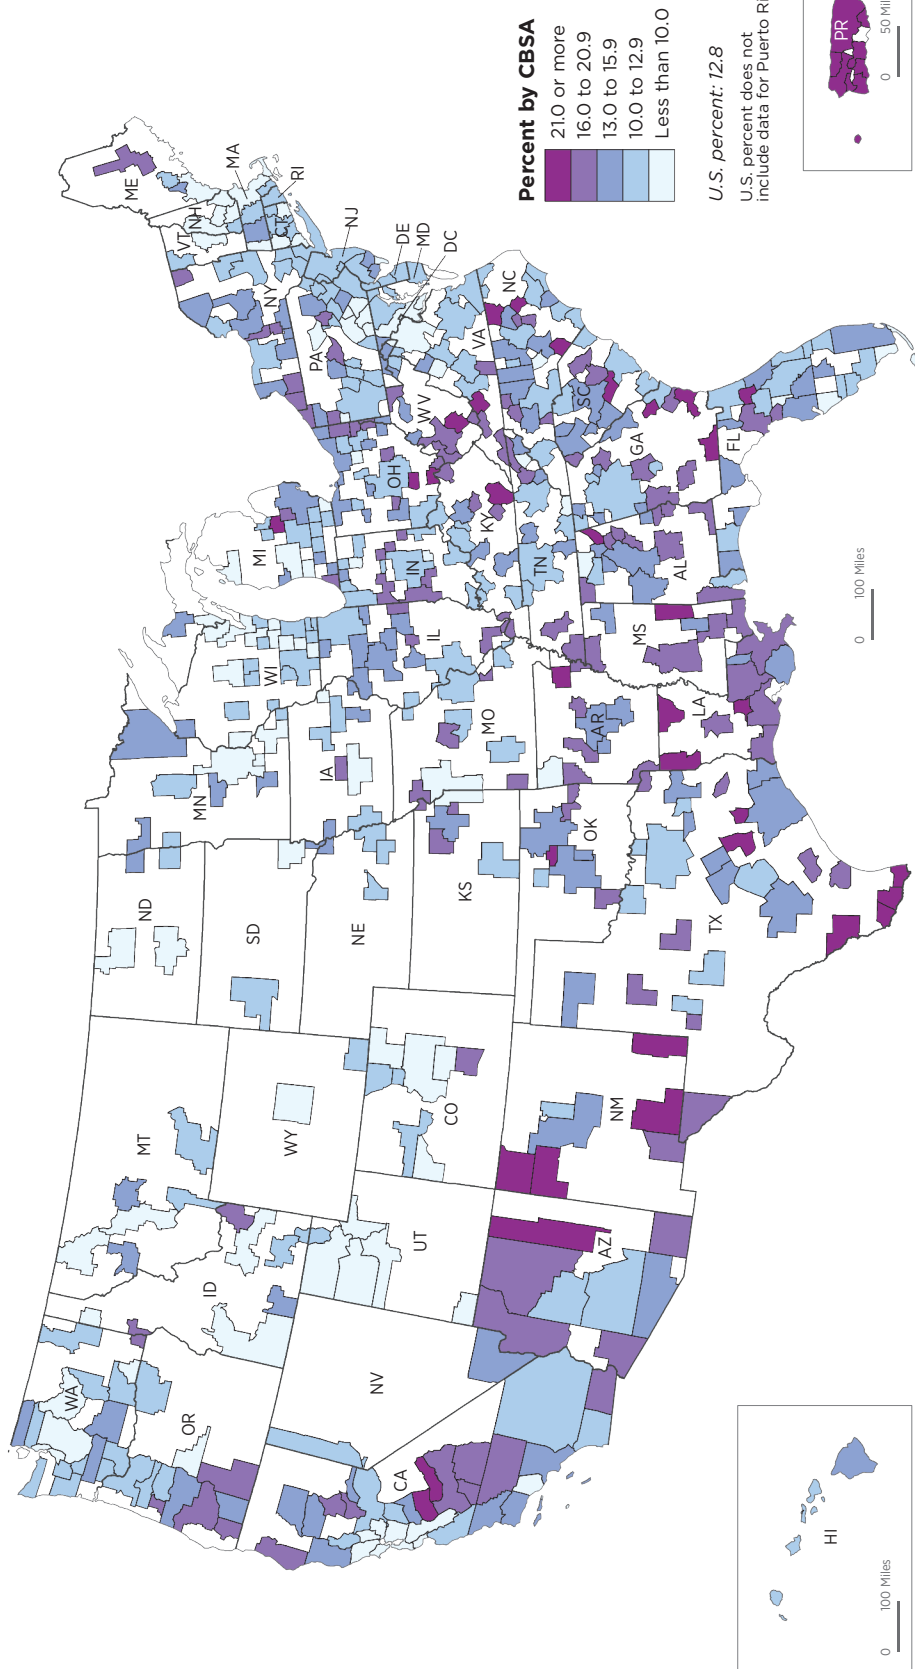 WA
OR
CA
NV
ID
MT
WY
UT
AZ
CO
NM
ND
SD
NE
KS
OK
TX
MN
IA
MO
AR
LA
WI
IL
MS
MI
IN
KY
TN
AL
OH
WV
GA
FL
SC
NC
VA
PA
NY
VT
NH
ME
MA
RI
CT
NJ
DE
MD
DC
HI
PR
0 100 Miles
0 100 Miles
0 50 Mil
Percent by CBSA
21.0 or more
16.0 to 20.9
13.0 to 15.9
10.0 to 12.9
Less than 10.0
U.S. percent: 12.8
U.S. percent does not
include data for Puerto Ri